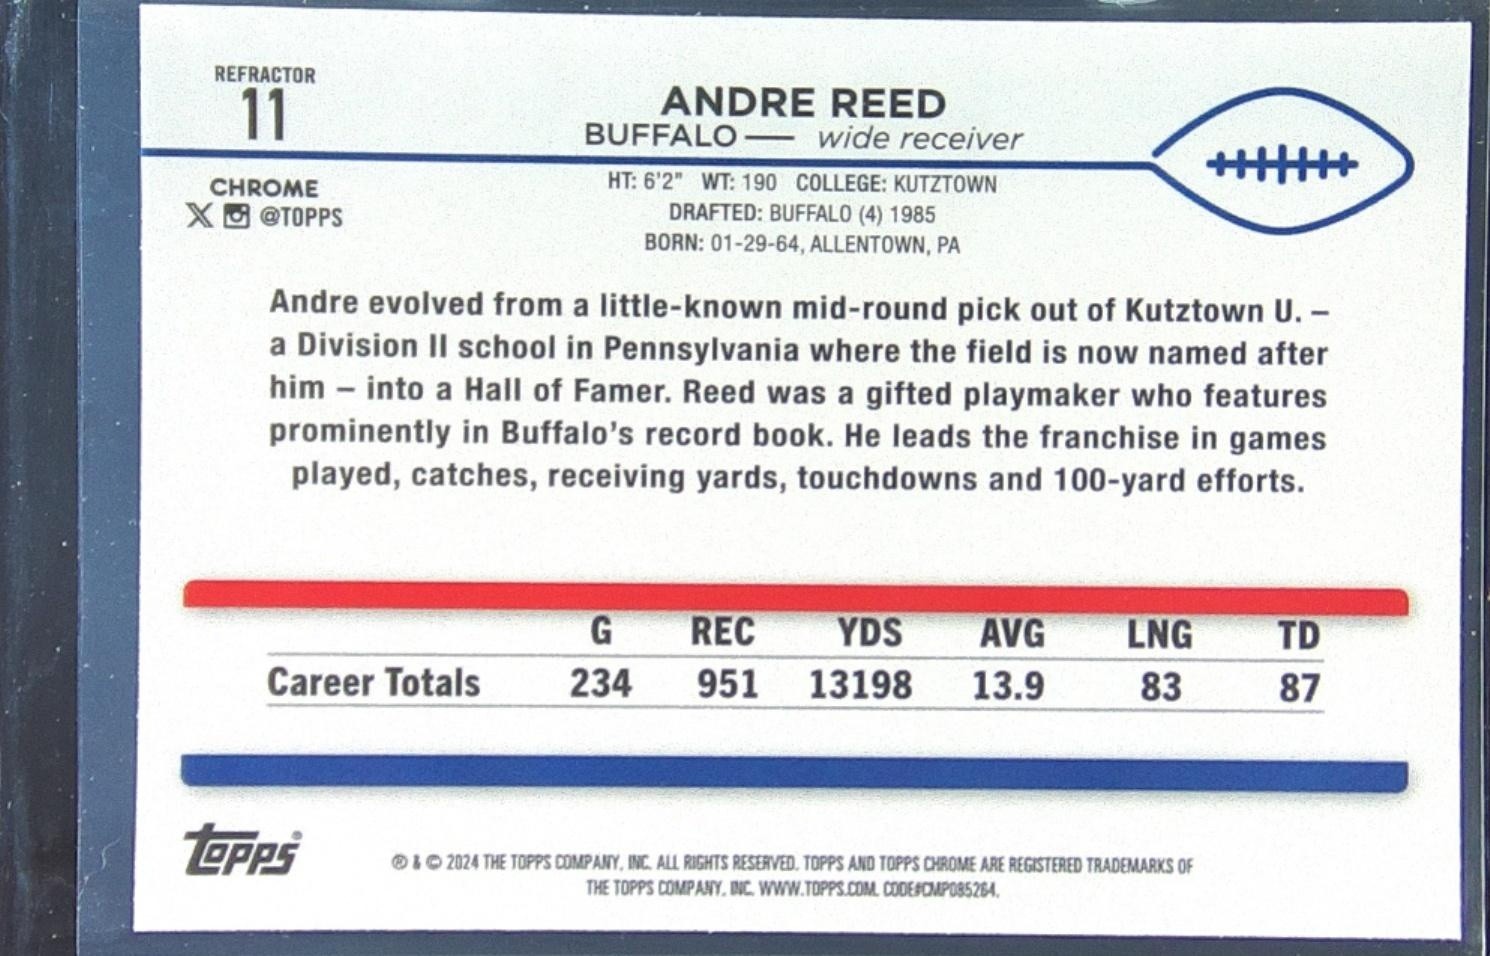 REFRACTOR
11
ANDRE REED
BUFFALO — wide receiver
CHROME
@TOPPS
HT: 6'2" WT: 190 COLLEGE: KUTZTOWN
DRAFTED: BUFFALO (4) 1985
BORN: 01-29-64, ALLENTOWN, PA
Andre evolved from a little-known mid-round pick out of Kutztown U. –
a Division II school in Pennsylvania where the field is now named after
him – into a Hall of Famer. Reed was a gifted playmaker who features
prominently in Buffalo's record book. He leads the franchise in games
played, catches, receiving yards, touchdowns and 100-yard efforts.
G REC YDS AVG LNG TD
Career Totals 234 951 13198 13.9 83 87
topps®
® & © 2024 THE TOPPS COMPANY, INC. ALL RIGHTS RESERVED. TOPPS AND TOPPS CHROME ARE REGISTERED TRADEMARKS OF
THE TOPPS COMPANY, INC. WWW.TOPPS.COM. CODE#CMP085264.